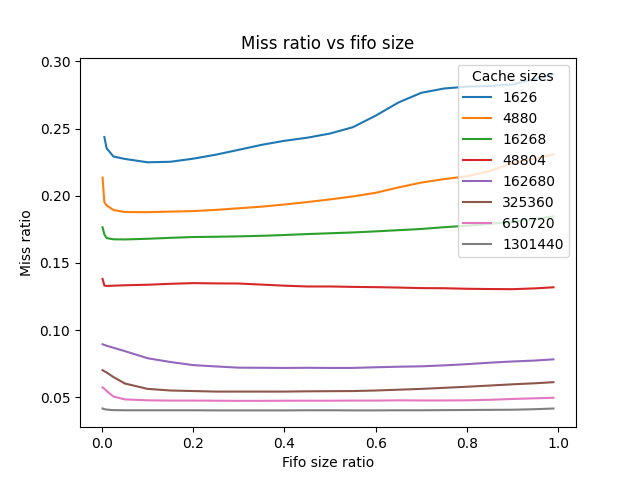 Miss ratio vs fifo size
Miss ratio
0.30
0.25
0.20
0.15
0.10
0.05
Cache sizes
1626
4880
16268
48804
162680
325360
650720
1301440
0.0 0.2 0.4 0.6 0.8 1.0
Fifo size ratio